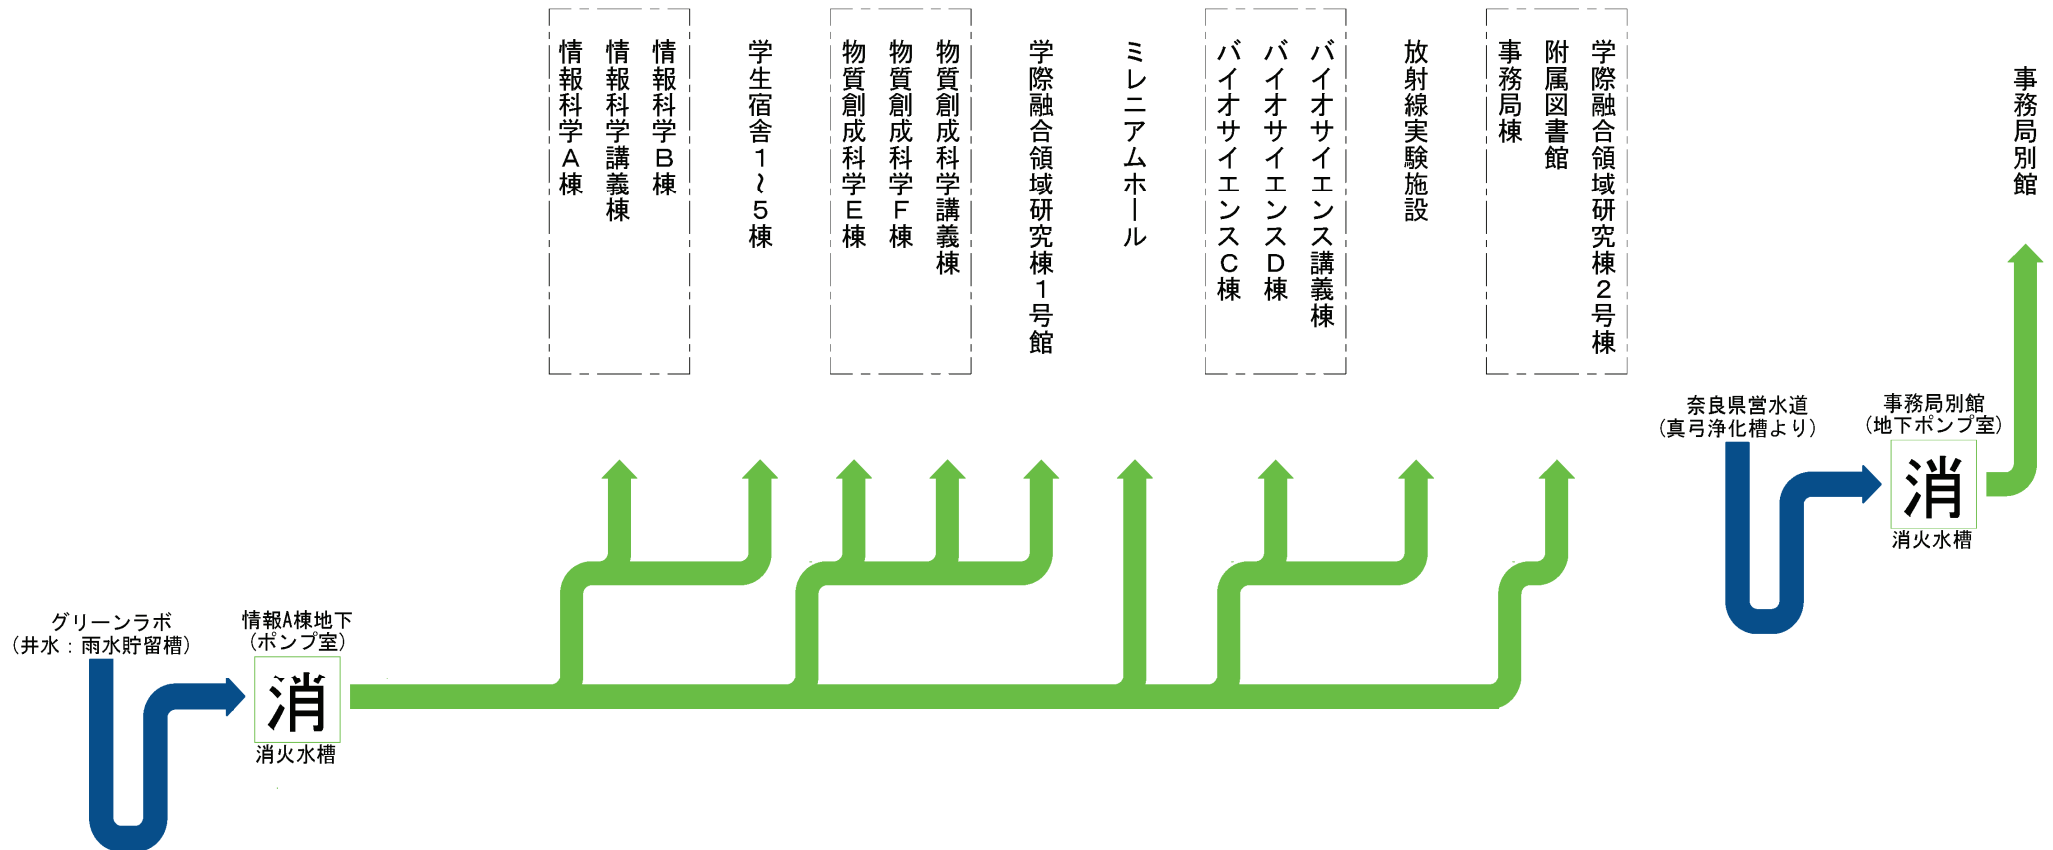 情報科学A棟
情報科学講義棟
情報科学B棟
学生宿舎1~5棟
物質創成科学E棟
物質創成科学F棟
物質創成科学講義棟
学際融合領域研究棟1号館
ミレニアムホール
バイオサイエンスC棟
バイオサイエンスD棟
バイオサイエンス講義棟
放射線実験施設
事務局棟
附属図書館
学際融合領域研究棟2号棟
事務局別館
奈良県営水道
(真弓浄化槽より)
事務局別館
(地下ポンプ室)
消
消火水槽
グリーンラボ
(井水:雨水貯留槽)
情報A棟地下
(ポンプ室)
消
消火水槽